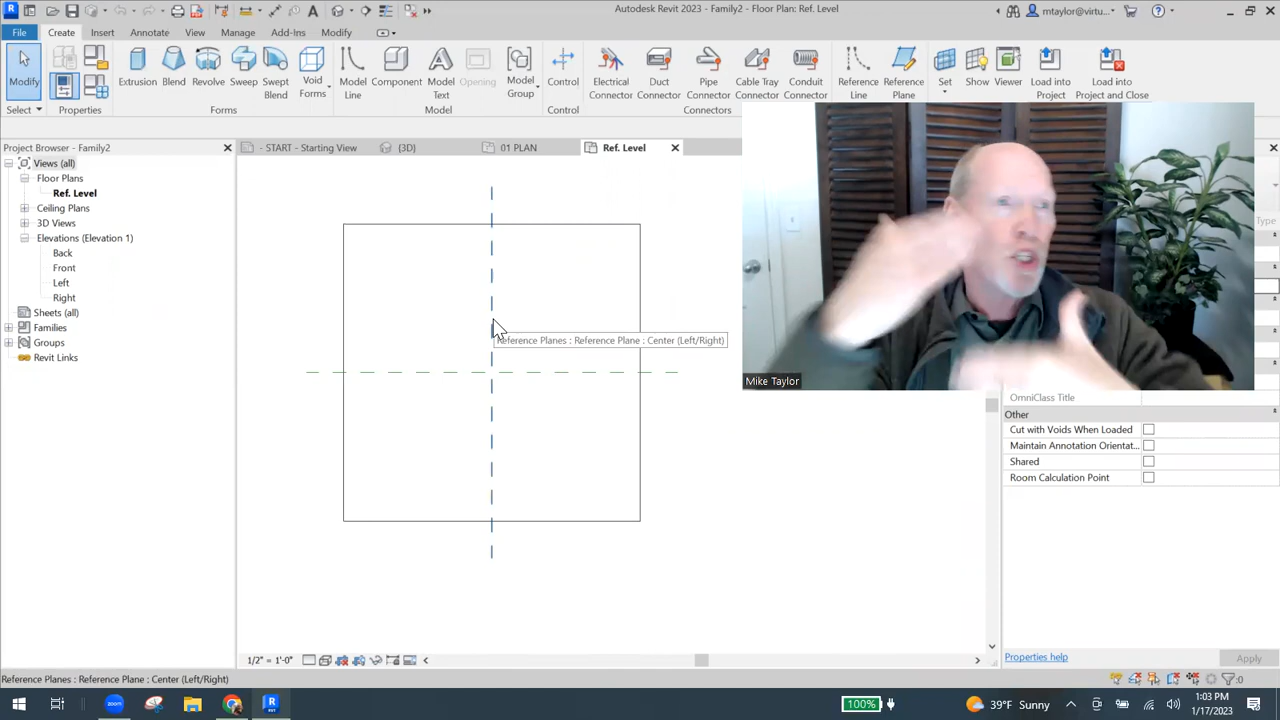 Autodesk Revit 2023 - Family2 - Floor Plan: Ref. Level
mtaylor@virtu...
File Create Insert Annotate View Manage Add-Ins Modify
Modify
Extrusion Blend Revolve Sweep Swept Blend Void Forms
Model Line Component Model Text Opening Model Group
Control
Electrical Connector Duct Connector Pipe Connector Cable Tray Connector Conduit Connector
Reference Line Reference Plane
Set Show Viewer Load into Project Load into Project and Close
Select Properties Forms Model Control Connectors
Project Browser - Family2
- START - Starting View {3D} 01 PLAN Ref. Level
Views (all)
Floor Plans
Ref. Level
Ceiling Plans
3D Views
Elevations (Elevation 1)
Back
Front
Left
Right
Sheets (all)
Families
Groups
Revit Links
Type
Reference Planes : Reference Plane : Center (Left/Right)
Mike Taylor
OmniClass Title
Other
Cut with Voids When Loaded
Maintain Annotation Orientat...
Shared
Room Calculation Point
1/2" = 1'-0"
Properties help Apply
Reference Planes : Reference Plane : Center (Left/Right)
:0
zoom
100%
39°F Sunny
1:03 PM
1/17/2023